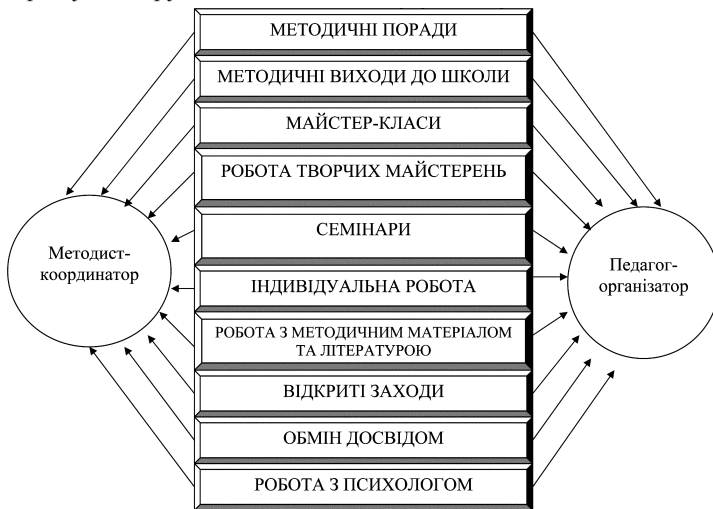 МЕТОДИЧНІ ПОРАДИ
МЕТОДИЧНІ ВИХОДИ ДО ШКОЛИ
МАЙСТЕР-КЛАСИ
РОБОТА ТВОРЧИХ МАЙСТЕРЕНЬ
СЕМІНАРИ
Методист-
координатор
Педагог-
організатор
ІНДИВІДУАЛЬНА РОБОТА
РОБОТА З МЕТОДИЧНИМ МАТЕРІАЛОМ
ТА ЛІТЕРАТУРОЮ
ВІДКРИТІ ЗАХОДИ
ОБМІН ДОСВІДОМ
РОБОТА З ПСИХОЛОГОМ